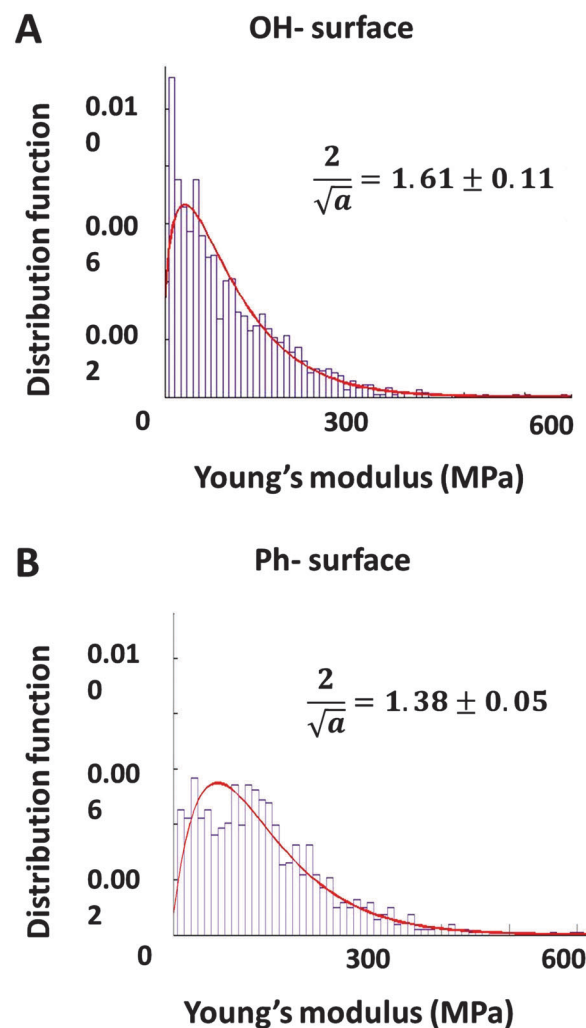 A
OH- surface
Distribution function
0.01
0
0.00
6
0.00
2
2/√a = 1.61 ± 0.11
0 300 600
Young's modulus (MPa)
B
Ph- surface
Distribution function
0.01
0
0.00
6
0.00
2
2/√a = 1.38 ± 0.05
0 300 600
Young's modulus (MPa)